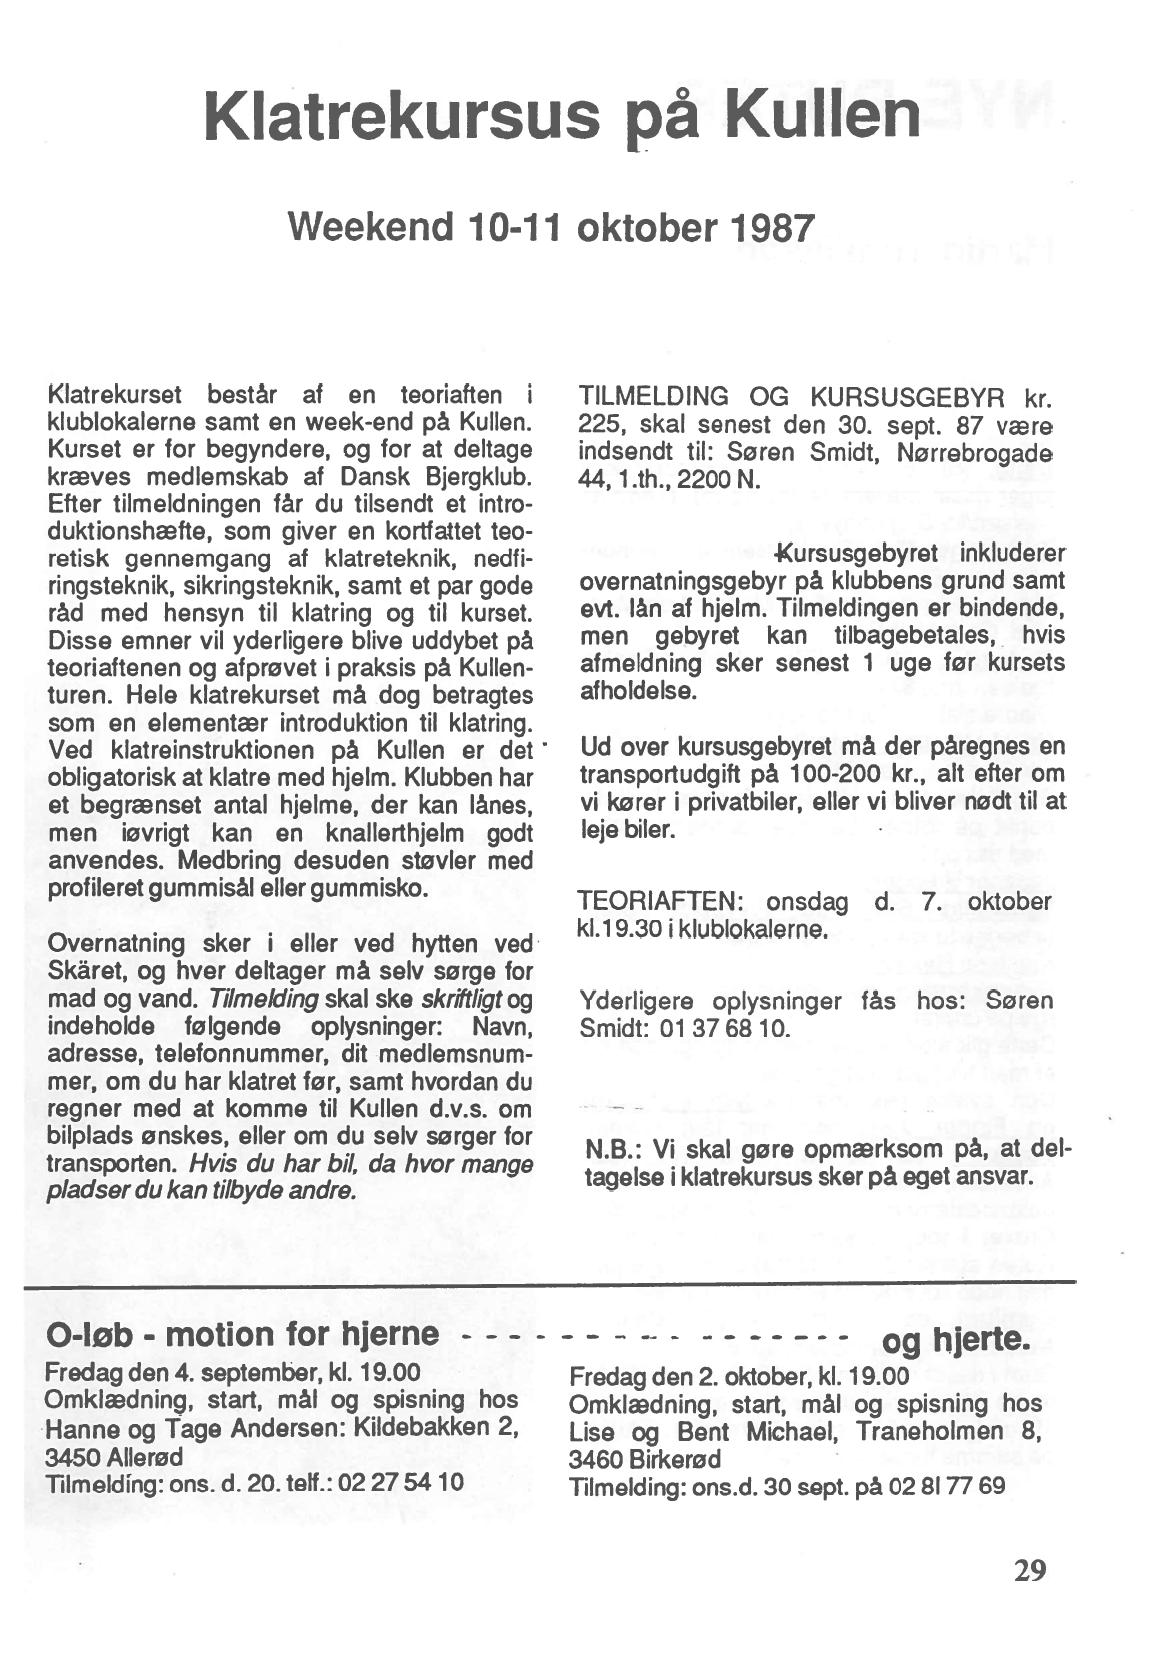 Klatrekursus på Kullen
Weekend 10-11 oktober 1987
Klatrekurset består af en teoriaften i
klublokalerne samt en week-end på Kullen.
Kurset er for begyndere, og for at deltage
kræves medlemskab af Dansk Bjergklub.
Efter tilmeldningen får du tilsendt et intro-
duktionshæfte, som giver en kortfattet teo-
retisk gennemgang af klatreteknik, nedfi-
ringsteknik, sikringsteknik, samt et par gode
råd med hensyn til klatring og til kurset.
Disse emner vil yderligere blive uddybet på
teoriaftenen og afprøvet i praksis på Kullen-
turen. Hele klatrekurset må dog betragtes
som en elementær introduktion til klatring.
Ved klatreinstruktionen på Kullen er det
obligatorisk at klatre med hjelm. Klubben har
et begrænset antal hjelme, der kan lånes,
men iøvrigt kan en knallerthjelm godt
anvendes. Medbring desuden støvler med
profileret gummisål eller gummisko.
Overnatning sker i eller ved hytten ved
Skäret, og hver deltager må selv sørge for
mad og vand. Tilmelding skal ske skriftligt og
indeholde følgende oplysninger: Navn,
adresse, telefonnummer, dit medlemsnum-
mer, om du har klatret før, samt hvordan du
regner med at komme til Kullen d.v.s. om
bilplads ønskes, eller om du selv sørger for
transporten. Hvis du har bil, da hvor mange
pladser du kan tilbyde andre.
TILMELDING OG KURSUSGEBYR kr.
225, skal senest den 30. sept. 87 være
indsendt til: Søren Smidt, Nørrebrogade
44, 1.th., 2200 N.
Kursusgebyret inkluderer
overnatningsgebyr på klubbens grund samt
evt. lån af hjelm. Tilmeldingen er bindende,
men gebyret kan tilbagebetales, hvis
afmeldning sker senest 1 uge før kursets
afholdelse.
Ud over kursusgebyret må der påregnes en
transportudgift på 100-200 kr., alt efter om
vi kører i privatbiler, eller vi bliver nødt til at
leje biler.
TEORIAFTEN: onsdag d. 7. oktober
kl.19.30 i klublokalerne.
Yderligere oplysninger fås hos: Søren
Smidt: 01 37 68 10.
N.B.: Vi skal gøre opmærksom på, at del-
tagelse i klatrekursus sker på eget ansvar.
O-løb - motion for hjerne - - - - - - - - - - - - - - - - - og hjerte.
Fredag den 4. september, kl. 19.00
Omklædning, start, mål og spisning hos
Hanne og Tage Andersen: Kildebakken 2,
3450 Allerød
Tilmelding: ons. d. 20. telf.: 02 27 54 10
Fredag den 2. oktober, kl. 19.00
Omklædning, start, mål og spisning hos
Lise og Bent Michael, Traneholmen 8,
3460 Birkerød
Tilmelding: ons.d. 30 sept. på 02 8l 77 69
29